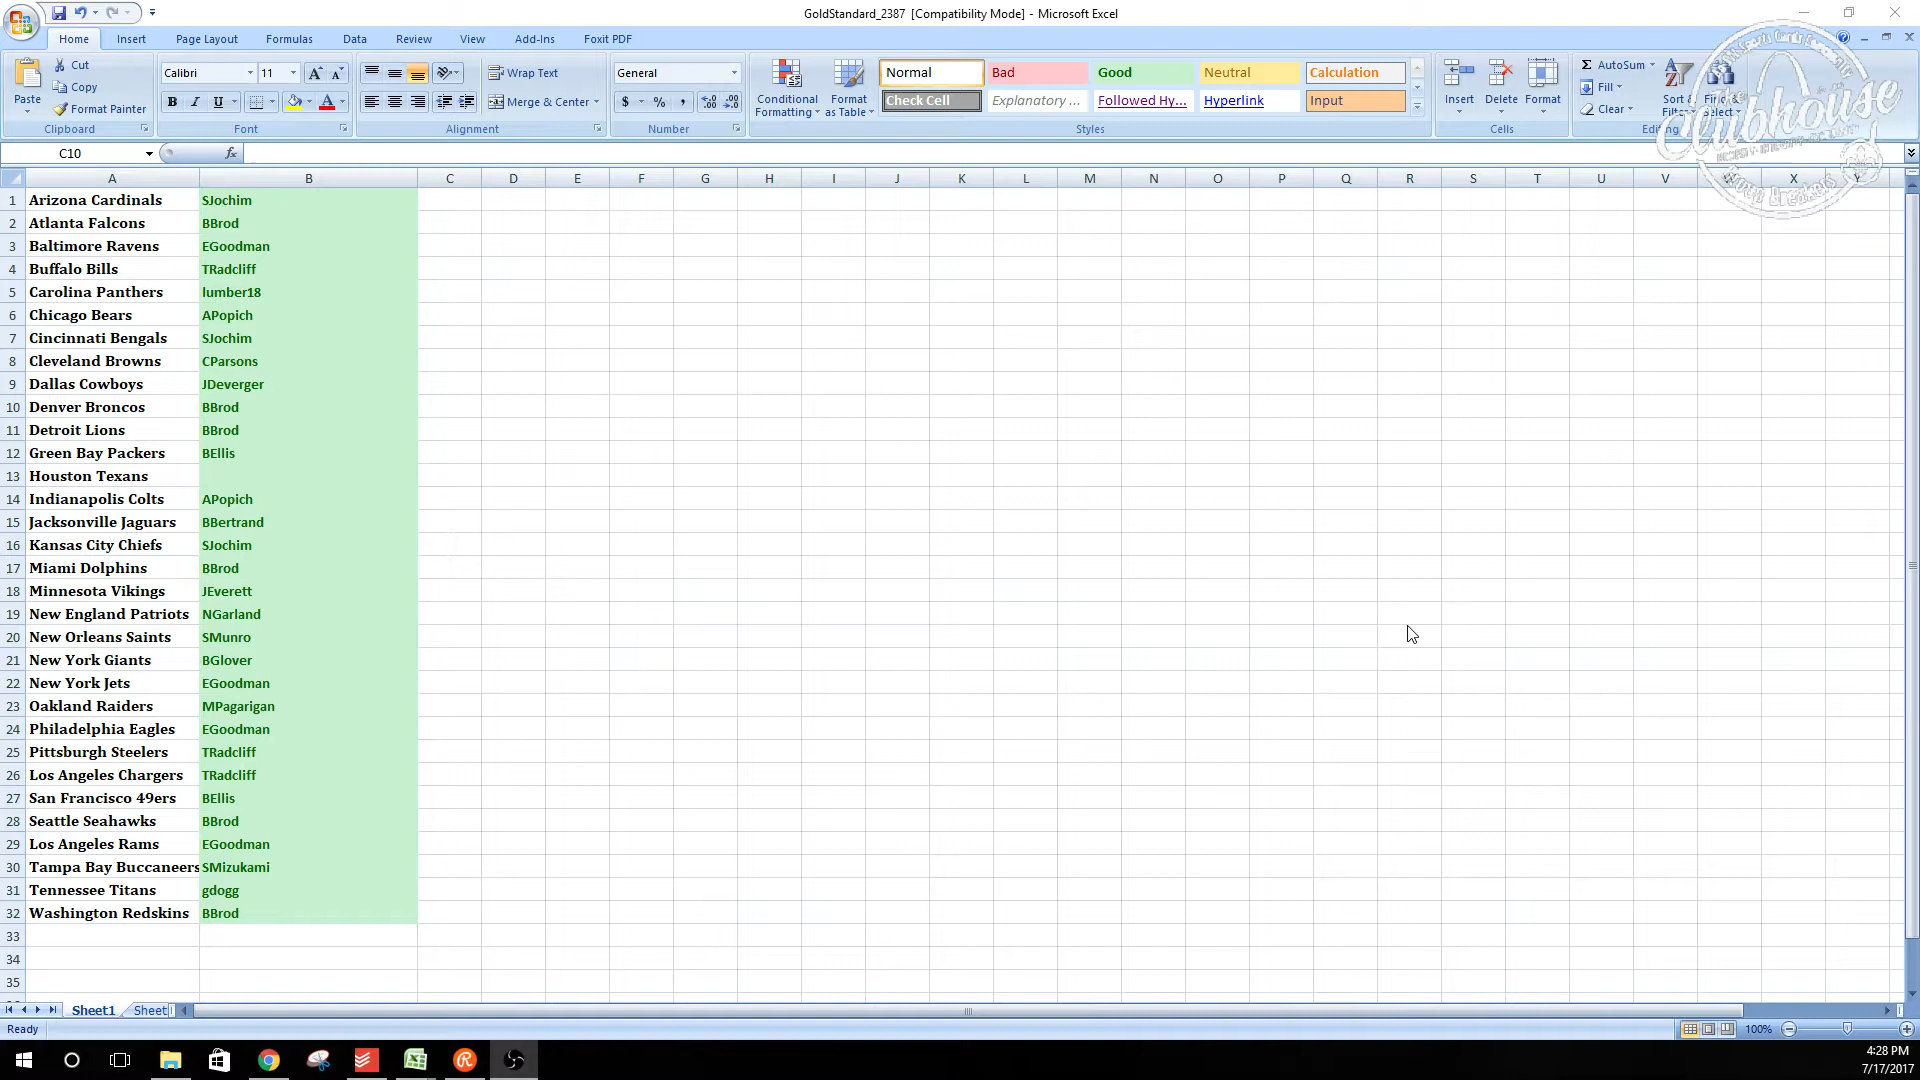 GoldStandard_2387 [Compatibility Mode] - Microsoft Excel
Home Insert Page Layout Formulas Data Review View Add-Ins Foxit PDF
Paste
Cut
Copy
Format Painter
Clipboard
Calibri 11
B I U
Font
Wrap Text
Merge & Center
Alignment
General
$ % ,
Number
Conditional Formatting
Format as Table
Normal Bad Good Neutral Calculation
Check Cell Explanatory ... Followed Hy... Hyperlink Input
Styles
Insert Delete Format
Cells
Σ AutoSum
Fill
Clear
Sort &
Find &
Select
The Clubhouse
Group Breakers
C10 fx
A B C D E F G H I J K L M N O P Q R S T U V W X Y
1 Arizona Cardinals SJochim
2 Atlanta Falcons BBrod
3 Baltimore Ravens EGoodman
4 Buffalo Bills TRadcliff
5 Carolina Panthers lumber18
6 Chicago Bears APopich
7 Cincinnati Bengals SJochim
8 Cleveland Browns CParsons
9 Dallas Cowboys JDeverger
10 Denver Broncos BBrod
11 Detroit Lions BBrod
12 Green Bay Packers BEllis
13 Houston Texans
14 Indianapolis Colts APopich
15 Jacksonville Jaguars BBertrand
16 Kansas City Chiefs SJochim
17 Miami Dolphins BBrod
18 Minnesota Vikings JEverett
19 New England Patriots NGarland
20 New Orleans Saints SMunro
21 New York Giants BGlover
22 New York Jets EGoodman
23 Oakland Raiders MPagarigan
24 Philadelphia Eagles EGoodman
25 Pittsburgh Steelers TRadcliff
26 Los Angeles Chargers TRadcliff
27 San Francisco 49ers BEllis
28 Seattle Seahawks BBrod
29 Los Angeles Rams EGoodman
30 Tampa Bay Buccaneers SMizukami
31 Tennessee Titans gdogg
32 Washington Redskins BBrod
33
34
35
Sheet1 Sheet
Ready 100%
4:28 PM
7/17/2017